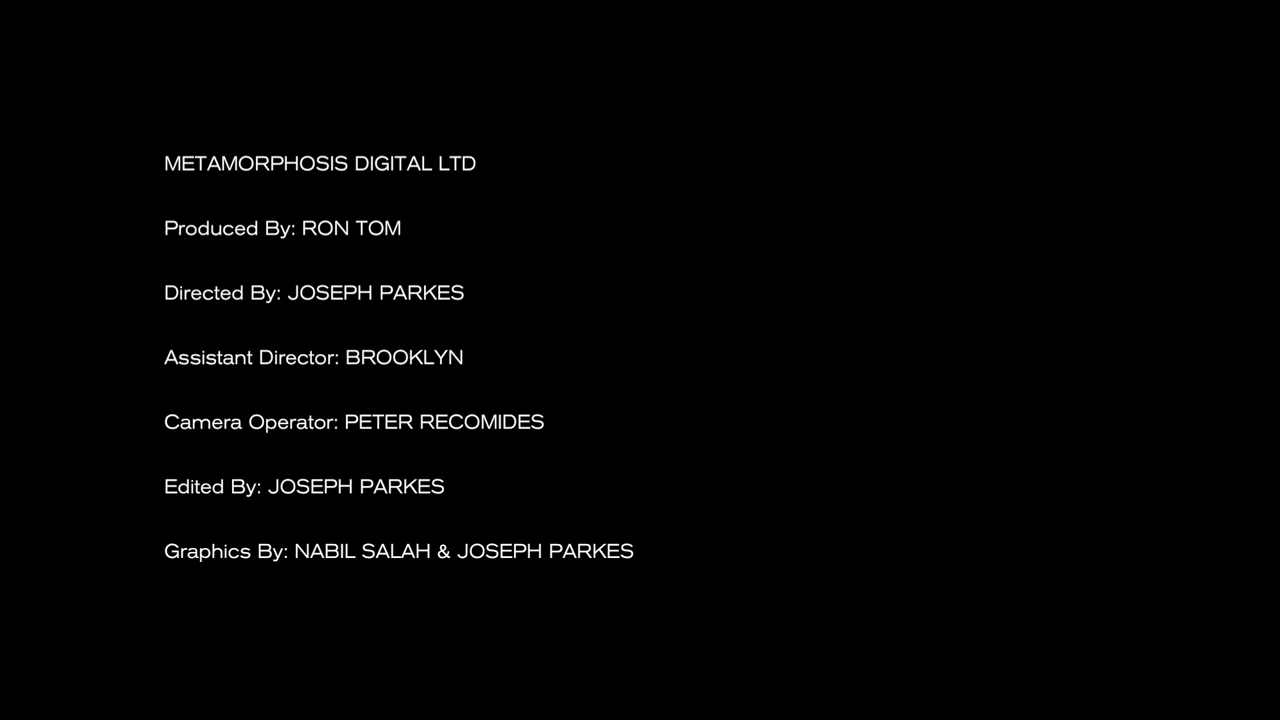 METAMORPHOSIS DIGITAL LTD
Produced By: RON TOM
Directed By: JOSEPH PARKES
Assistant Director: BROOKLYN
Camera Operator: PETER RECOMIDES
Edited By: JOSEPH PARKES
Graphics By: NABIL SALAH & JOSEPH PARKES